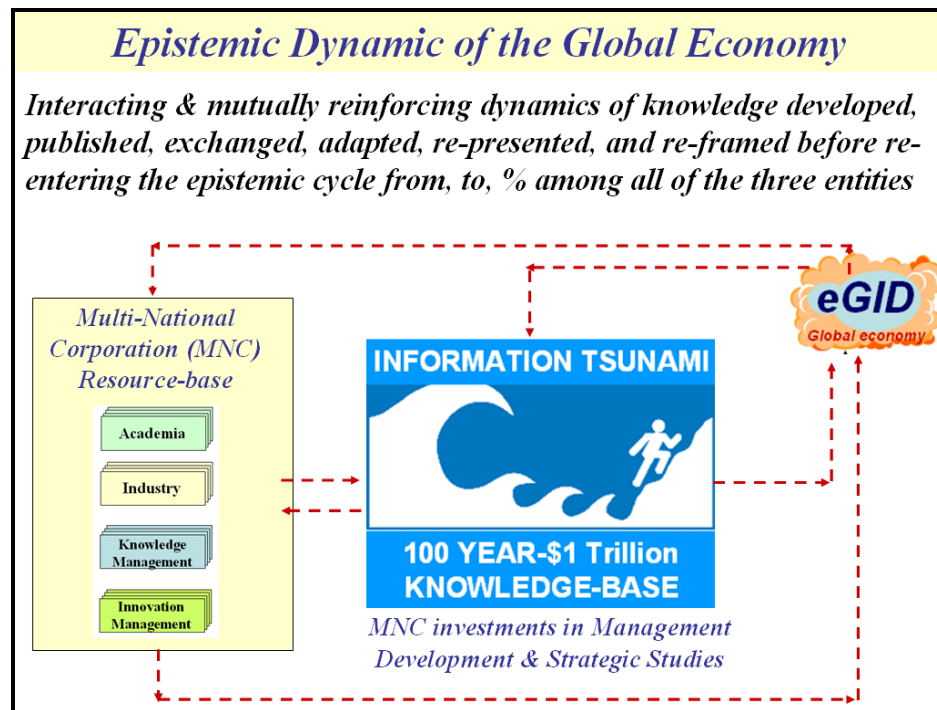 Epistemic Dynamic of the Global Economy
Interacting & mutually reinforcing dynamics of knowledge developed,
published, exchanged, adapted, re-presented, and re-framed before re-
entering the epistemic cycle from, to, % among all of the three entities
Multi-National
Corporation (MNC)
Resource-base
Academia
Industry
Knowledge
Management
Innovation
Management
INFORMATION TSUNAMI
100 YEAR-$1 Trillion
KNOWLEDGE-BASE
MNC investments in Management
Development & Strategic Studies
eGID
Global economy